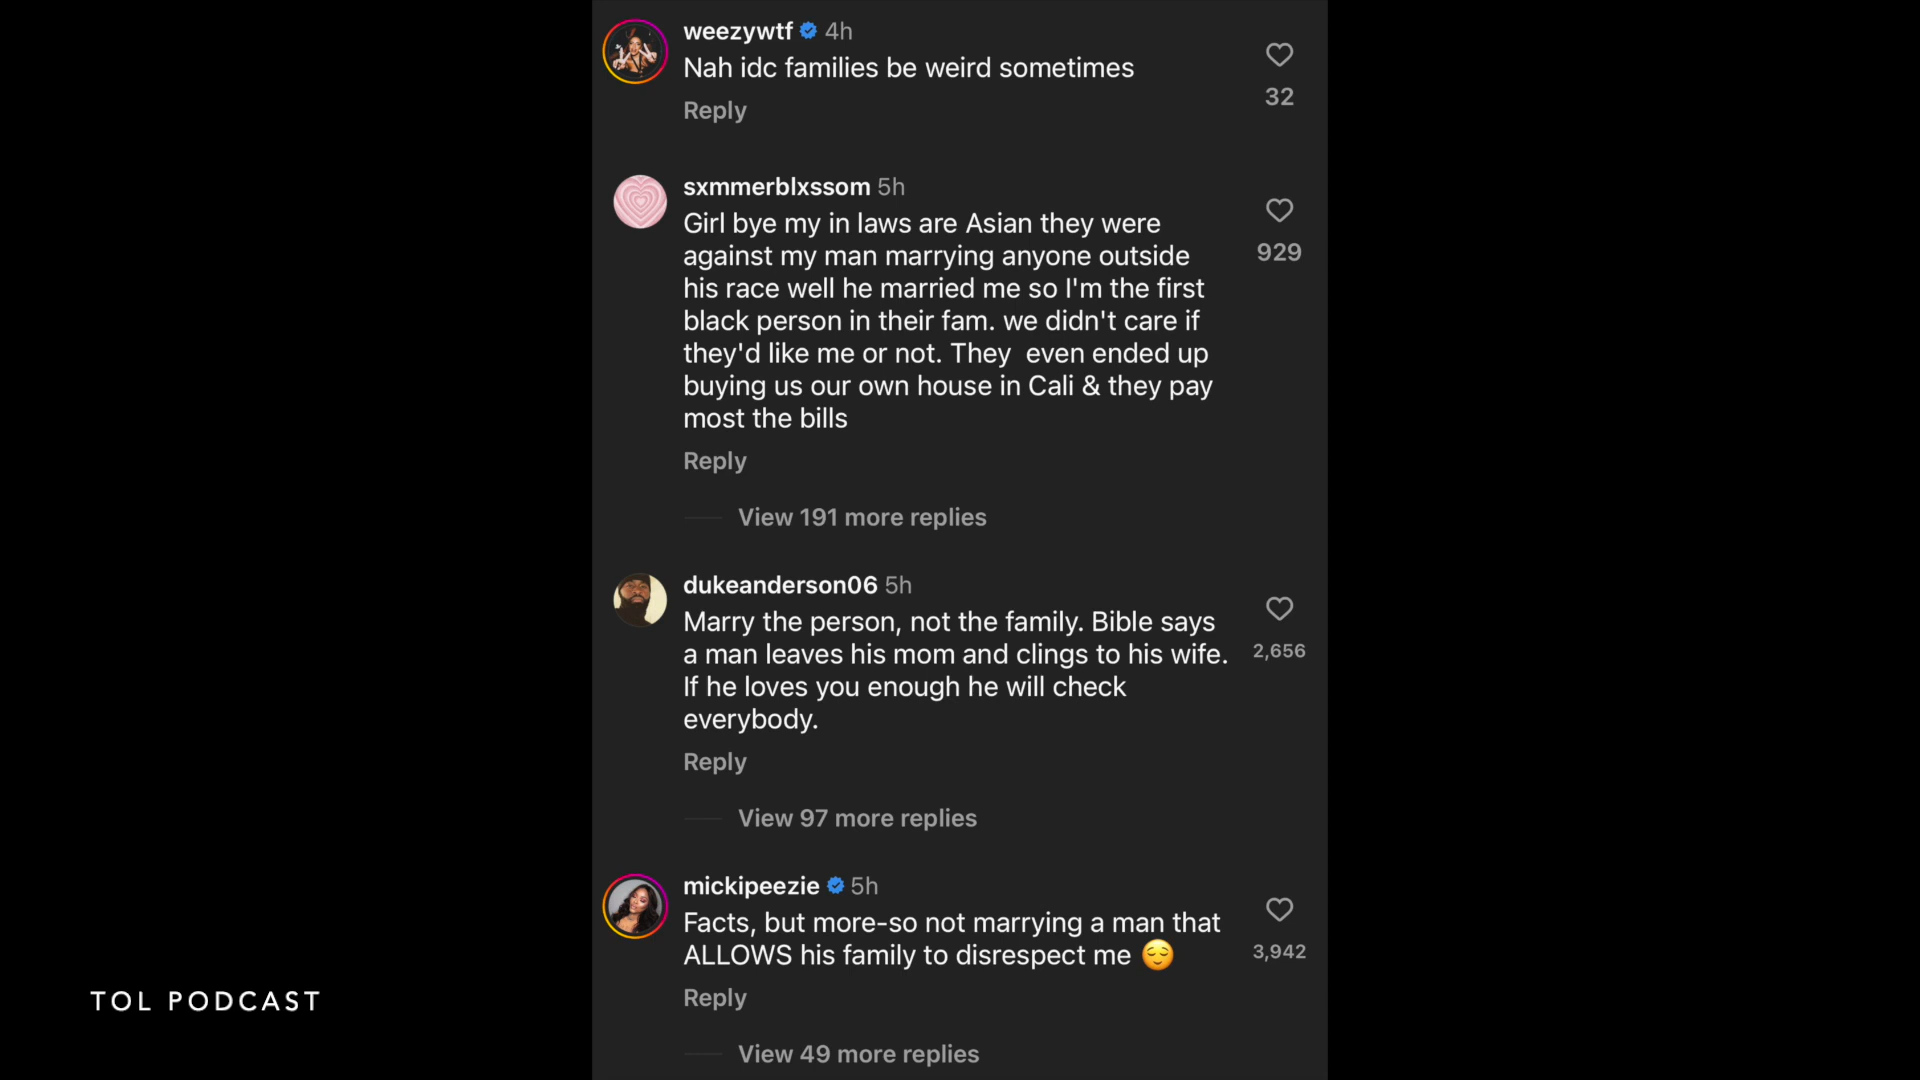 weezywtf 4h
Nah idc families be weird sometimes
32
Reply
sxmmerblxssom 5h
Girl bye my in laws are Asian they were
against my man marrying anyone outside
his race well he married me so I'm the first
black person in their fam. we didn't care if
they'd like me or not. They  even ended up
buying us our own house in Cali & they pay
most the bills
929
Reply
View 191 more replies
dukeanderson06 5h
Marry the person, not the family. Bible says
a man leaves his mom and clings to his wife.
If he loves you enough he will check
everybody.
2,656
Reply
View 97 more replies
mickipeezie 5h
Facts, but more-so not marrying a man that
ALLOWS his family to disrespect me 😌
3,942
Reply
View 49 more replies
TOL PODCAST